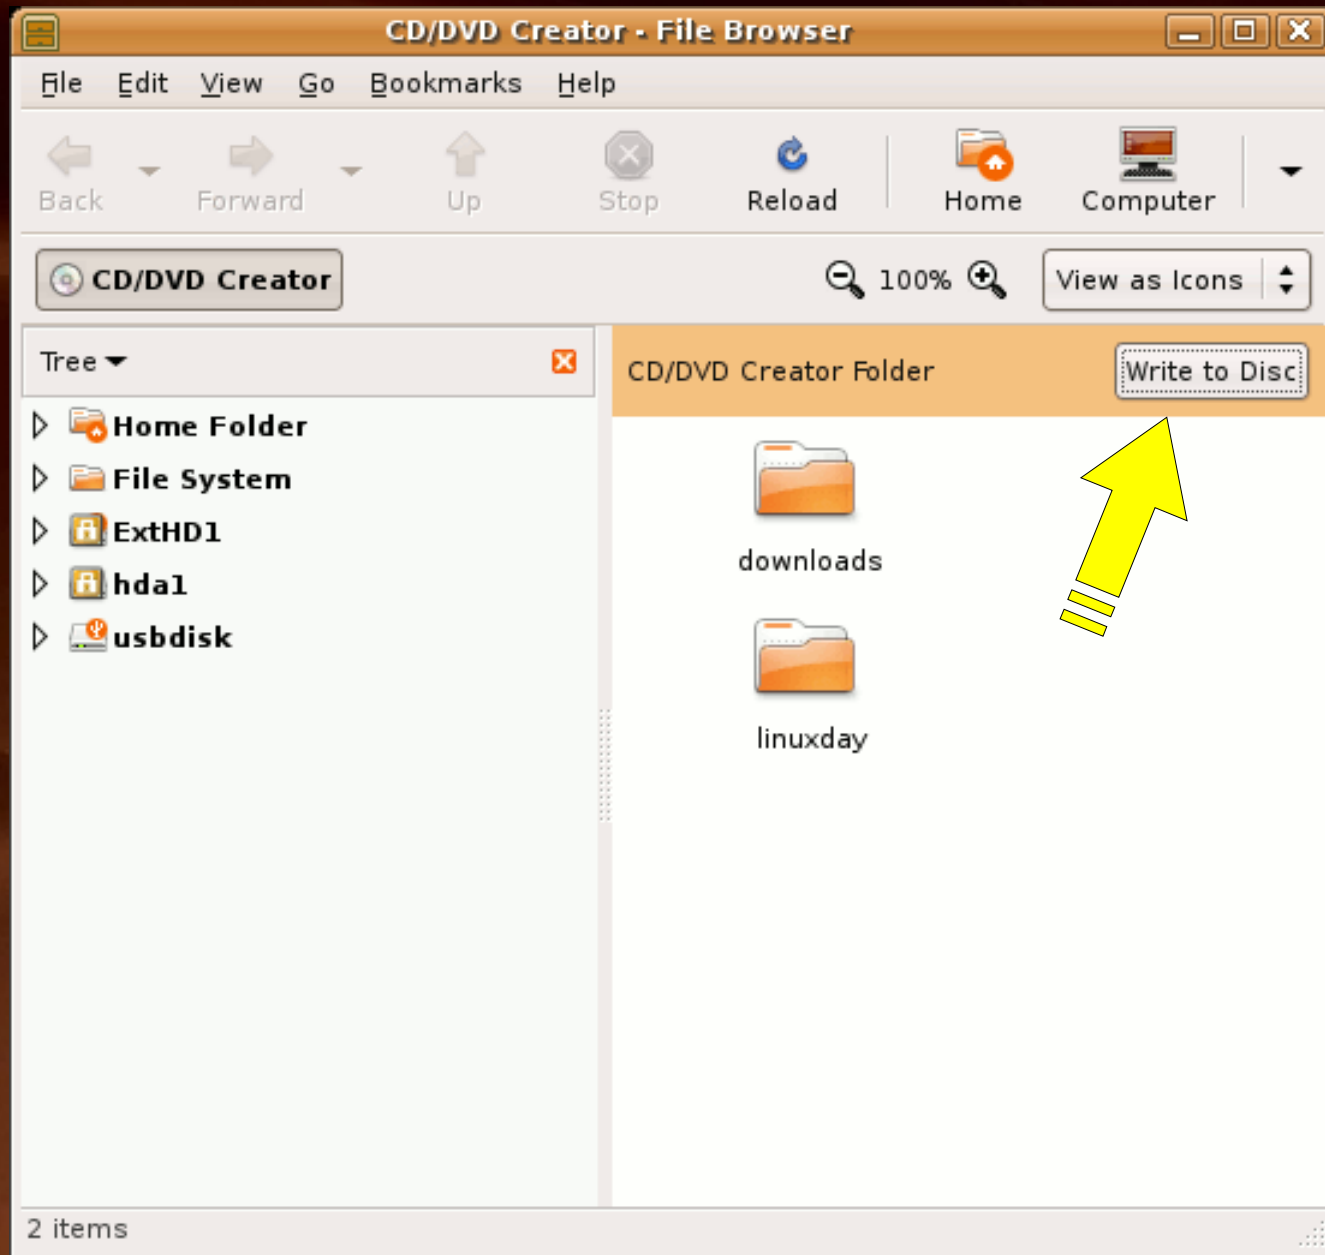 CD/DVD Creator - File Browser
File Edit View Go Bookmarks Help
Back Forward Up Stop Reload Home Computer
CD/DVD Creator 100% View as Icons
Tree
CD/DVD Creator Folder Write to Disc
Home Folder
File System
ExtHD1
hda1
usbdisk
downloads
linuxday
2 items